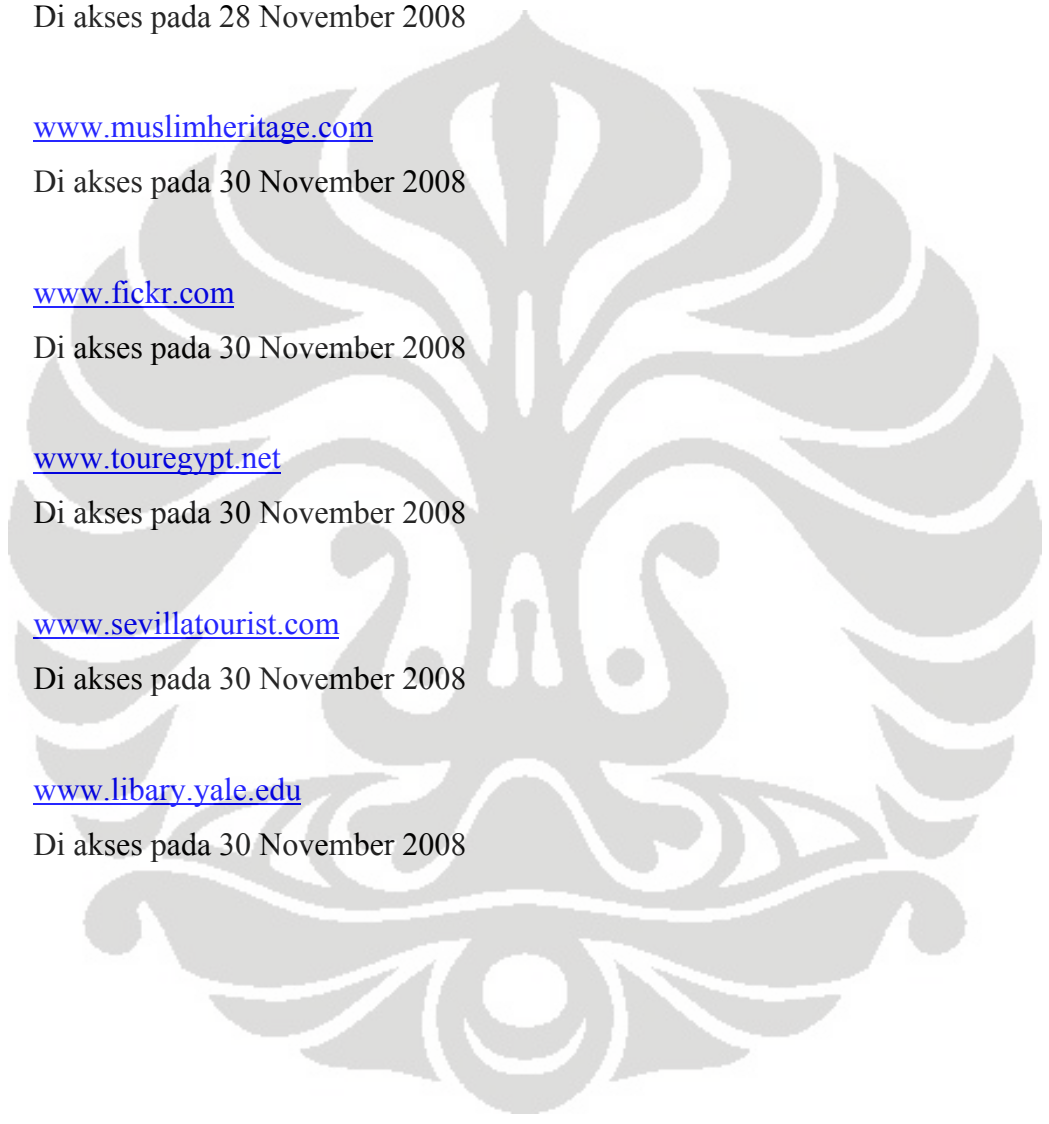 Di akses pada 28 November 2008
www.muslimheritage.com
Di akses pada 30 November 2008
www.fickr.com
Di akses pada 30 November 2008
www.touregypt.net
Di akses pada 30 November 2008
www.sevillatourist.com
Di akses pada 30 November 2008
www.libary.yale.edu
Di akses pada 30 November 2008